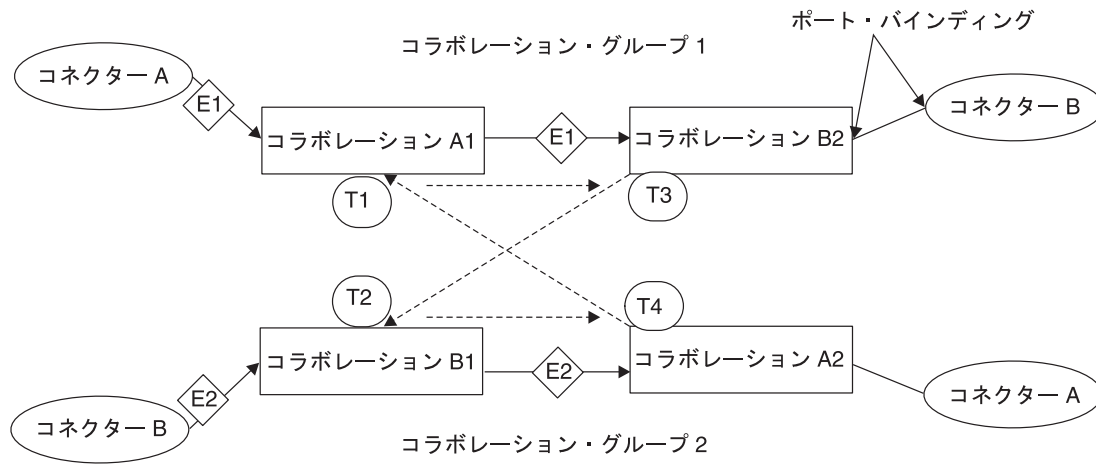 ポート・バインディング
コラボレーション・グループ 1
コネクター A
コネクター B
E1
コラボレーション A1
E1
コラボレーション B2
T1
T3
T2
T4
コラボレーション B1
E2
コラボレーション A2
E2
コネクター A
コネクター B
コラボレーション・グループ 2